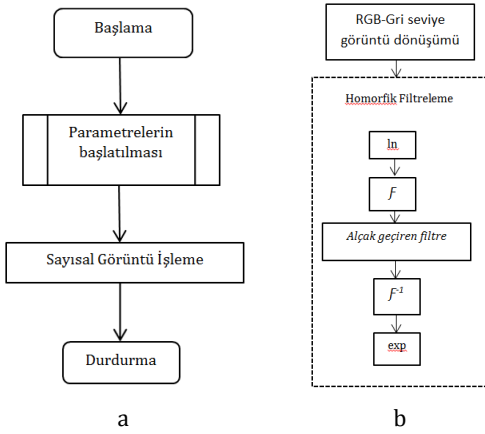 Başlama
Parametrelerin
başlatılması
Sayısal Görüntü İşleme
Durdurma
a
RGB-Gri seviye
görüntü dönüşümü
Homorfik Filtreleme
ln
F
Alçak geçiren filtre
F⁻¹
exp
b